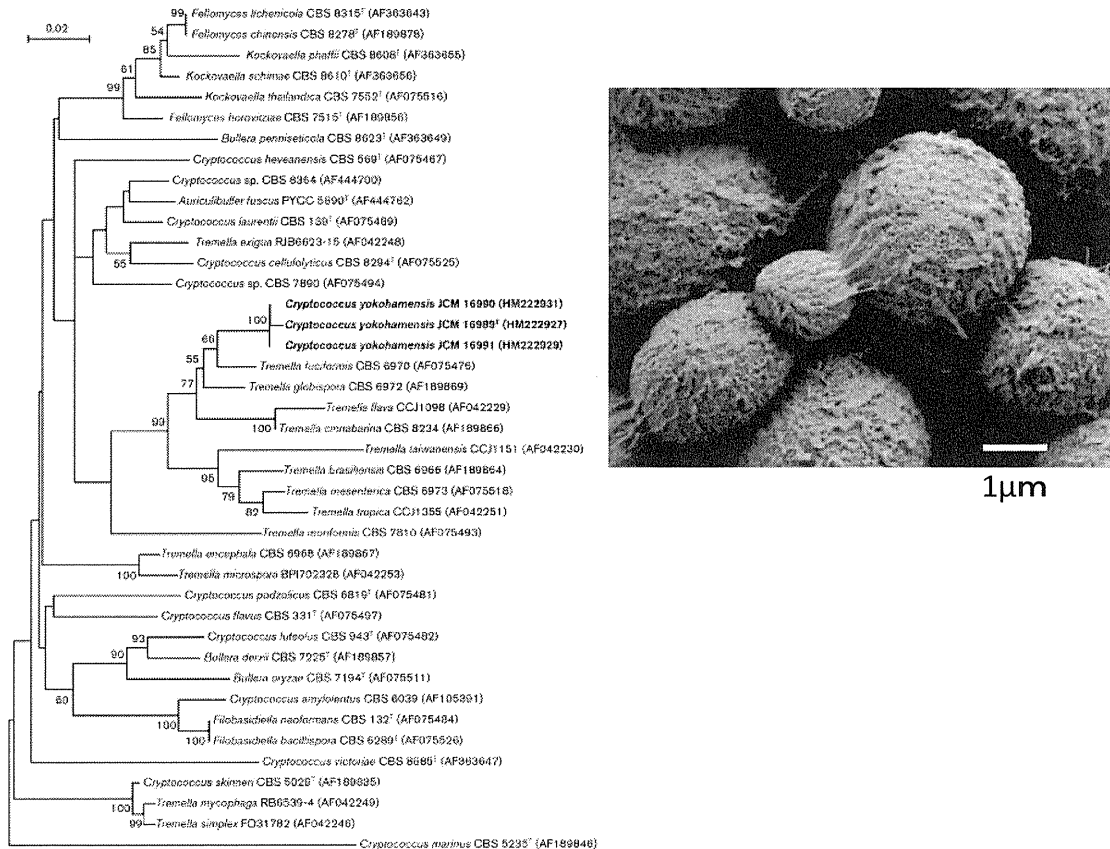 0.02
99
Fellomyces lichenicola CBS 8315ᵀ (AF363643)
Fellomyces chinensis CBS 8278ᵀ (AF189878)
54
Kockovaella phaffii CBS 8608ᵀ (AF363655)
85
Kockovaella schimae CBS 8610ᵀ (AF363656)
61
Kockovaella thailandica CBS 7552ᵀ (AF075516)
99
Fellomyces horovitziae CBS 7515ᵀ (AF189856)
Bullera penniseticola CBS 8623ᵀ (AF363649)
Cryptococcus heveanensis CBS 569ᵀ (AF075467)
Cryptococcus sp. CBS 8364 (AF444700)
Auriculibuller fuscus PYCC 5690ᵀ (AF444762)
Cryptococcus laurentii CBS 139ᵀ (AF075469)
Tremella exigua RJB6623-15 (AF042248)
55
Cryptococcus cellulolyticus CBS 8294ᵀ (AF075525)
Cryptococcus sp. CBS 7890 (AF075494)
Cryptococcus yokohamensis JCM 16990 (HM222931)
100
Cryptococcus yokohamensis JCM 16989ᵀ (HM222927)
Cryptococcus yokohamensis JCM 16991 (HM222929)
66
55
Tremella fuciformis CBS 6970 (AF075476)
77
Tremella globispora CBS 6972 (AF189869)
Tremella flava CCJ1098 (AF042229)
99
100
Tremella cinnabarina CBS 8234 (AF189866)
Tremella taiwanensis CCJ1151 (AF042230)
95
Tremella brasiliensis CBS 6966 (AF189864)
79
Tremella mesenterica CBS 6973 (AF075518)
82
Tremella tropica CCJ1355 (AF042251)
Tremella moriformis CBS 7810 (AF075493)
Tremella encephala CBS 6968 (AF189867)
100
Tremella microspora BPI702328 (AF042253)
Cryptococcus podzolicus CBS 6819ᵀ (AF075481)
Cryptococcus flavus CBS 331ᵀ (AF075497)
93
Cryptococcus luteolus CBS 943ᵀ (AF075482)
90
Bullera dendrophila CBS 7225ᵀ (AF189857)
60
Bullera oryzae CBS 7194ᵀ (AF075511)
Cryptococcus amylolentus CBS 6039 (AF105391)
100
Filobasidiella neoformans CBS 132ᵀ (AF075484)
100
Filobasidiella bacillispora CBS 6289ᵀ (AF075526)
Cryptococcus victoriae CBS 8685ᵀ (AF363647)
Cryptococcus skinneri CBS 5029ᵀ (AF189835)
100
Tremella mycophaga RB6539-4 (AF042249)
99
Tremella simplex FO31782 (AF042246)
Cryptococcus marinus CBS 5235ᵀ (AF189846)
1μm